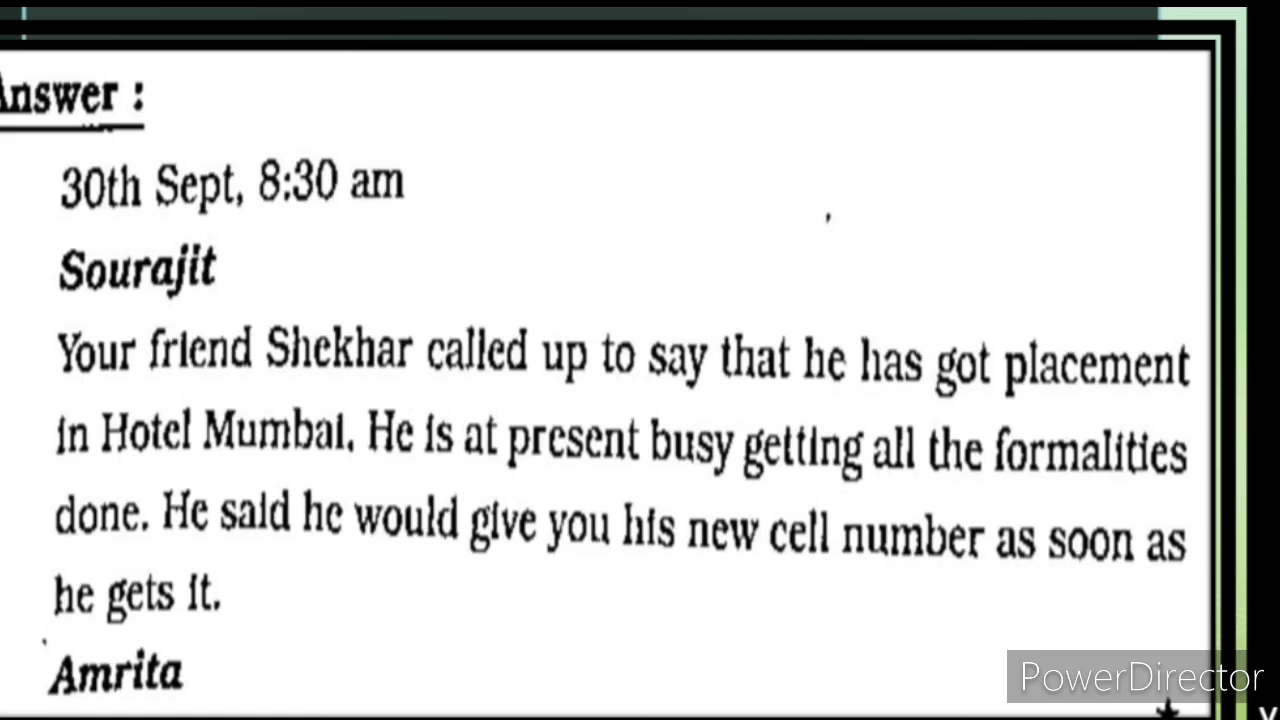 Answer :
30th Sept, 8:30 am
Sourajit
Your friend Shekhar called up to say that he has got placement
in Hotel Mumbai. He is at present busy getting all the formalities
done. He said he would give you his new cell number as soon as
he gets it.
Amrita
PowerDirector